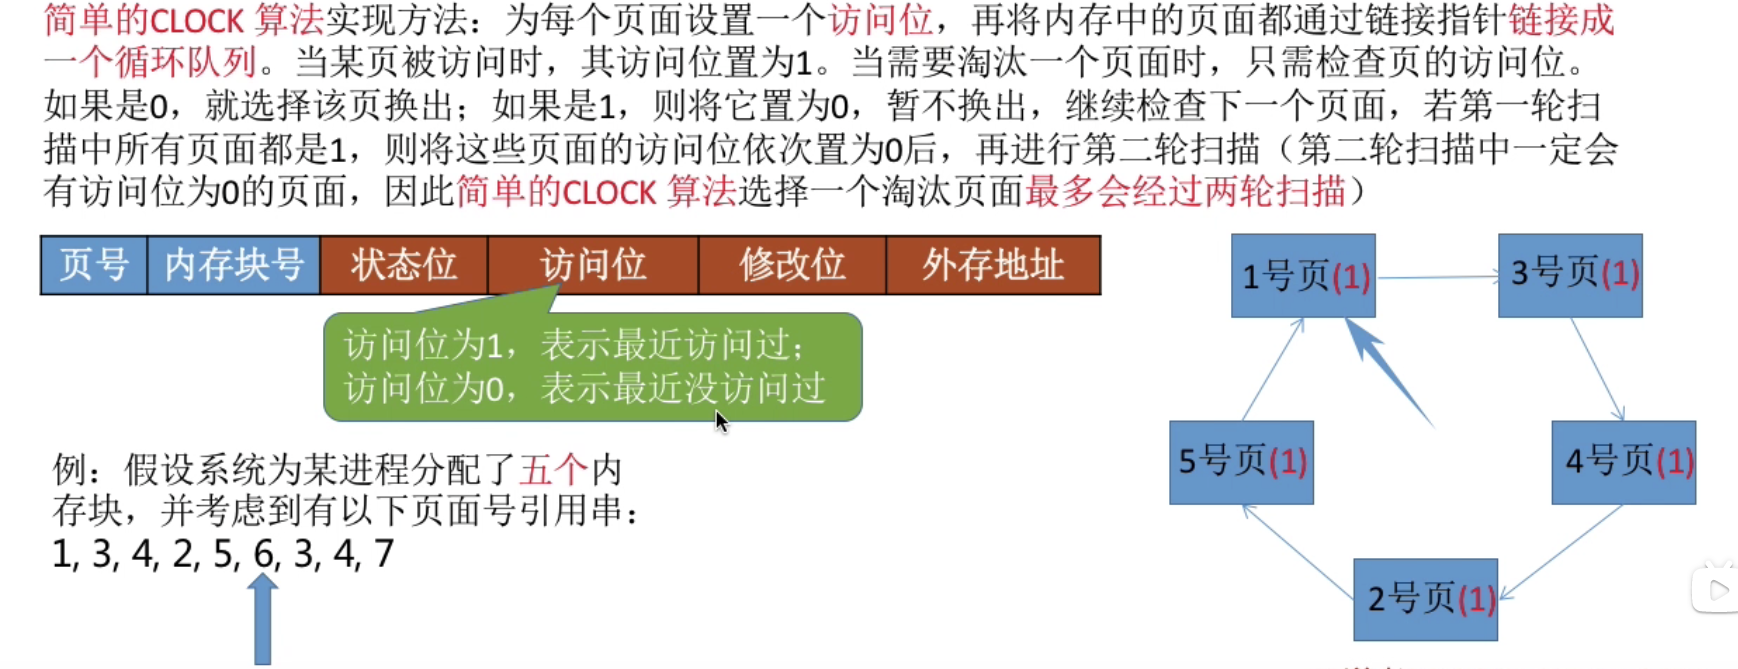 简单的CLOCK 算法实现方法：为每个页面设置一个访问位，再将内存中的页面都通过链接指针链接成
一个循环队列。当某页被访问时，其访问位置为1。当需要淘汰一个页面时，只需检查页的访问位。
如果是0，就选择该页换出；如果是1，则将它置为0，暂不换出，继续检查下一个页面，若第一轮扫
描中所有页面都是1，则将这些页面的访问位依次置为0后，再进行第二轮扫描（第二轮扫描中一定会
有访问位为0的页面，因此简单的CLOCK 算法选择一个淘汰页面最多会经过两轮扫描）
页号 内存块号 状态位 访问位 修改位 外存地址
访问位为1，表示最近访问过；
访问位为0，表示最近没访问过
例：假设系统为某进程分配了五个内
存块，并考虑到有以下页面号引用串：
1, 3, 4, 2, 5, 6, 3, 4, 7
1号页(1)
3号页(1)
5号页(1)
4号页(1)
2号页(1)